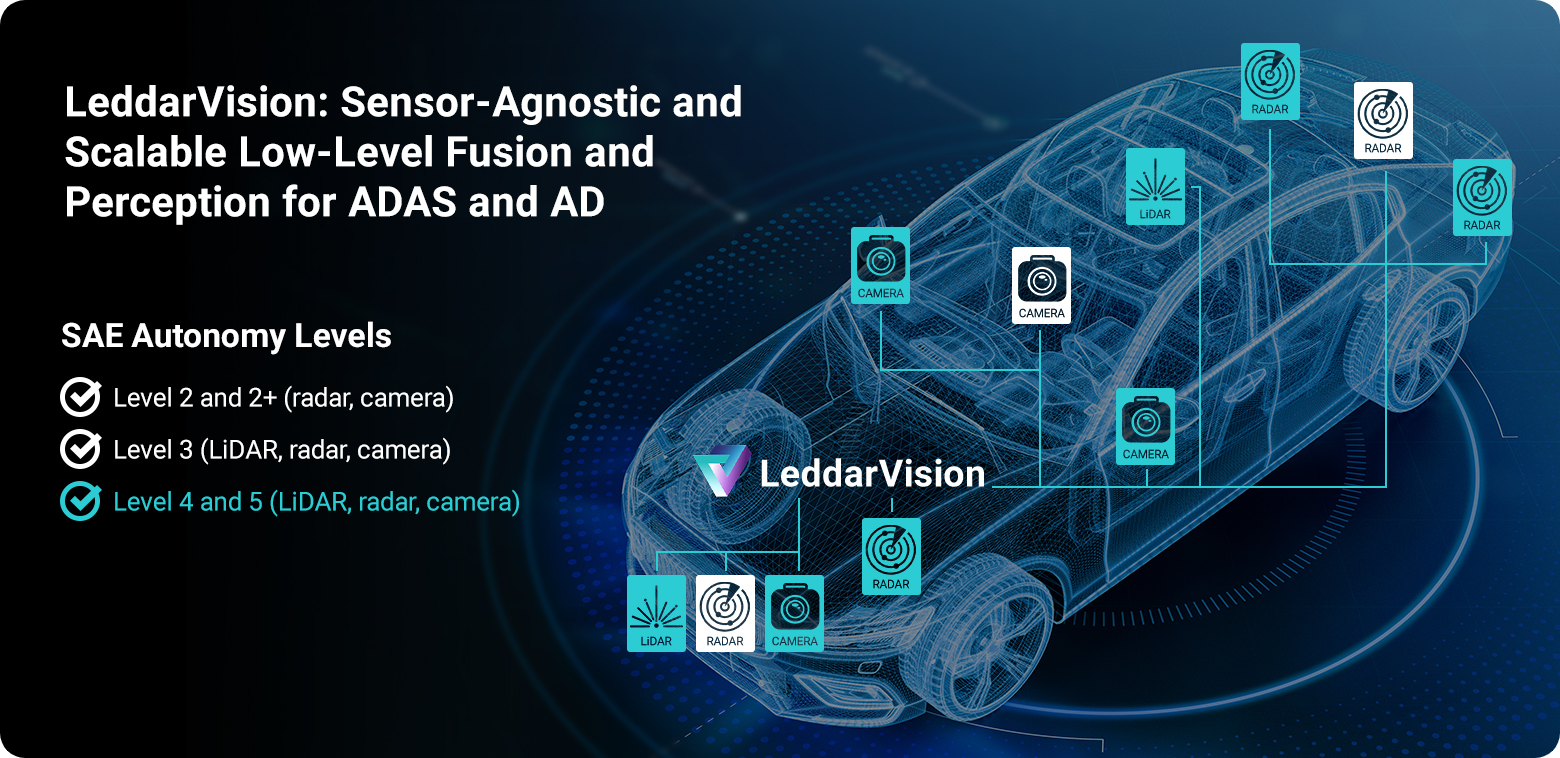 LeddarVision: Sensor-Agnostic and
Scalable Low-Level Fusion and
Perception for ADAS and AD
SAE Autonomy Levels
Level 2 and 2+ (radar, camera)
Level 3 (LiDAR, radar, camera)
Level 4 and 5 (LiDAR, radar, camera)
RADAR
RADAR
RADAR
LiDAR
CAMERA
CAMERA
CAMERA
LeddarVision
RADAR
LiDAR
RADAR
CAMERA